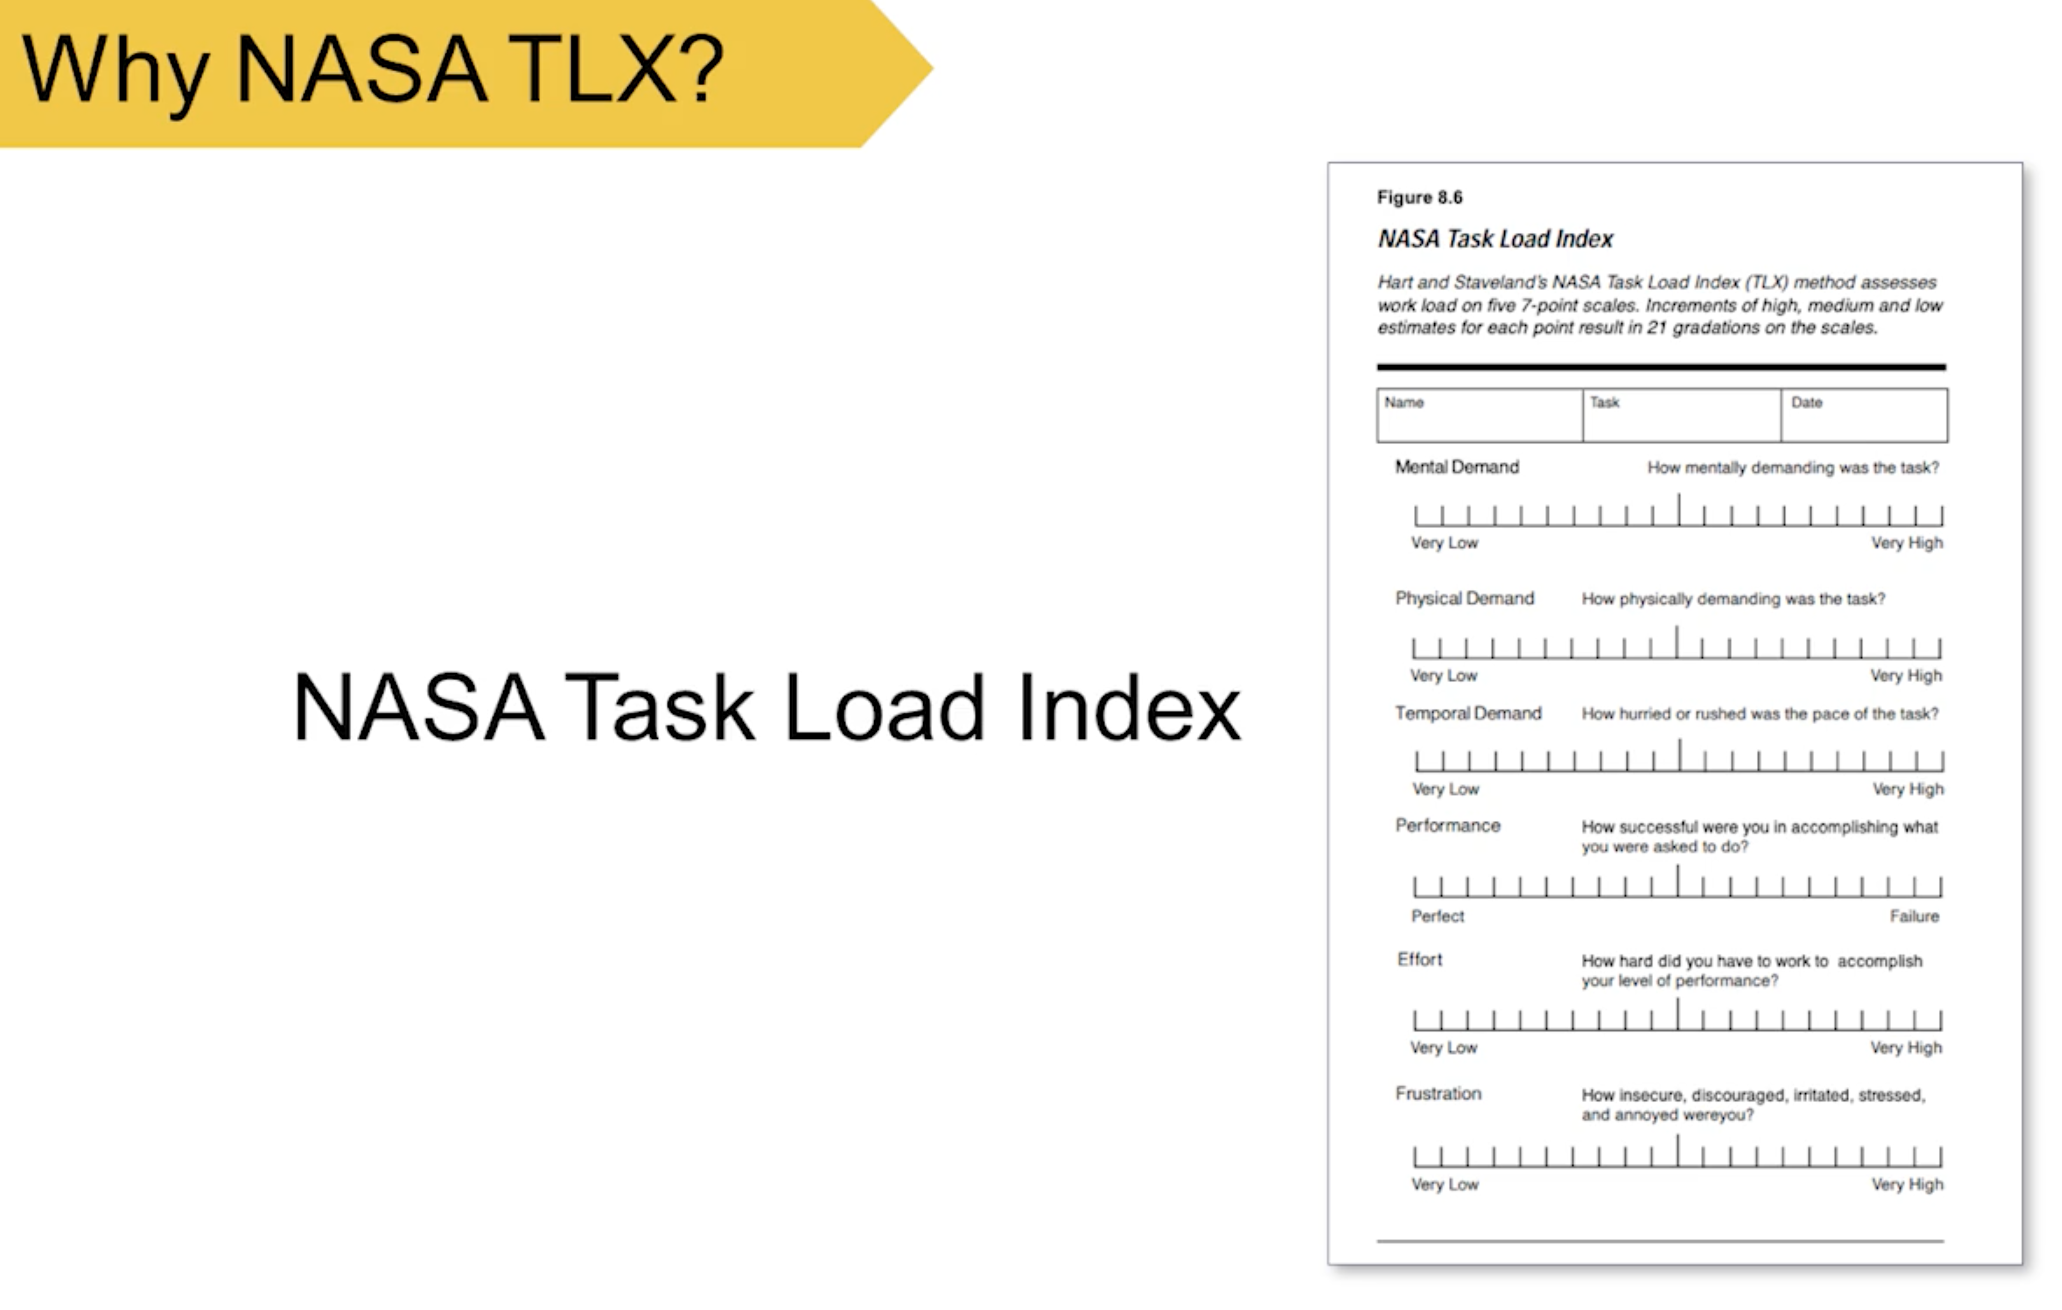 Why NASA TLX?
NASA Task Load Index
Figure 8.6
NASA Task Load Index
Hart and Staveland's NASA Task Load Index (TLX) method assesses
work load on five 7-point scales. Increments of high, medium and low
estimates for each point result in 21 gradations on the scales.
Name Task Date
Mental Demand How mentally demanding was the task?
Very Low Very High
Physical Demand How physically demanding was the task?
Very Low Very High
Temporal Demand How hurried or rushed was the pace of the task?
Very Low Very High
Performance How successful were you in accomplishing what
you were asked to do?
Perfect Failure
Effort How hard did you have to work to accomplish
your level of performance?
Very Low Very High
Frustration How insecure, discouraged, irritated, stressed,
and annoyed wereyou?
Very Low Very High